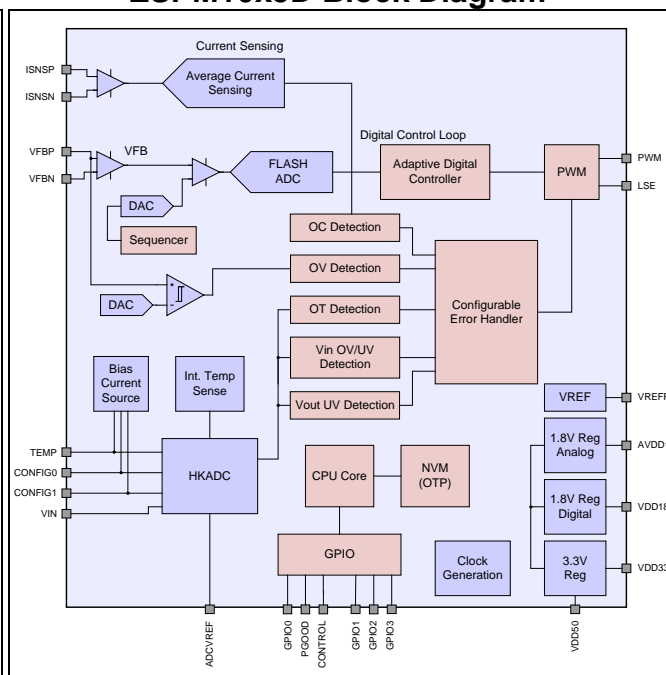 Current Sensing
ISNSP
ISNSN
Average Current
Sensing
VFBP
VFBN
VFB
FLASH
ADC
Digital Control Loop
Adaptive Digital
Controller
PWM
PWM
LSE
DAC
Sequencer
OC Detection
OV Detection
DAC
OT Detection
Configurable
Error Handler
Vin OV/UV
Detection
Vout UV Detection
Bias
Current
Source
Int. Temp
Sense
VREF
VREFP
TEMP
CONFIG0
CONFIG1
VIN
HKADC
1.8V Reg
Analog
AVDD1
CPU Core
NVM
(OTP)
1.8V Reg
Digital
VDD18
GPIO
Clock
Generation
3.3V
Reg
VDD33
ADCVREF
GPIO0
PGOOD
CONTROL
GPIO1
GPIO2
GPIO3
VDD50